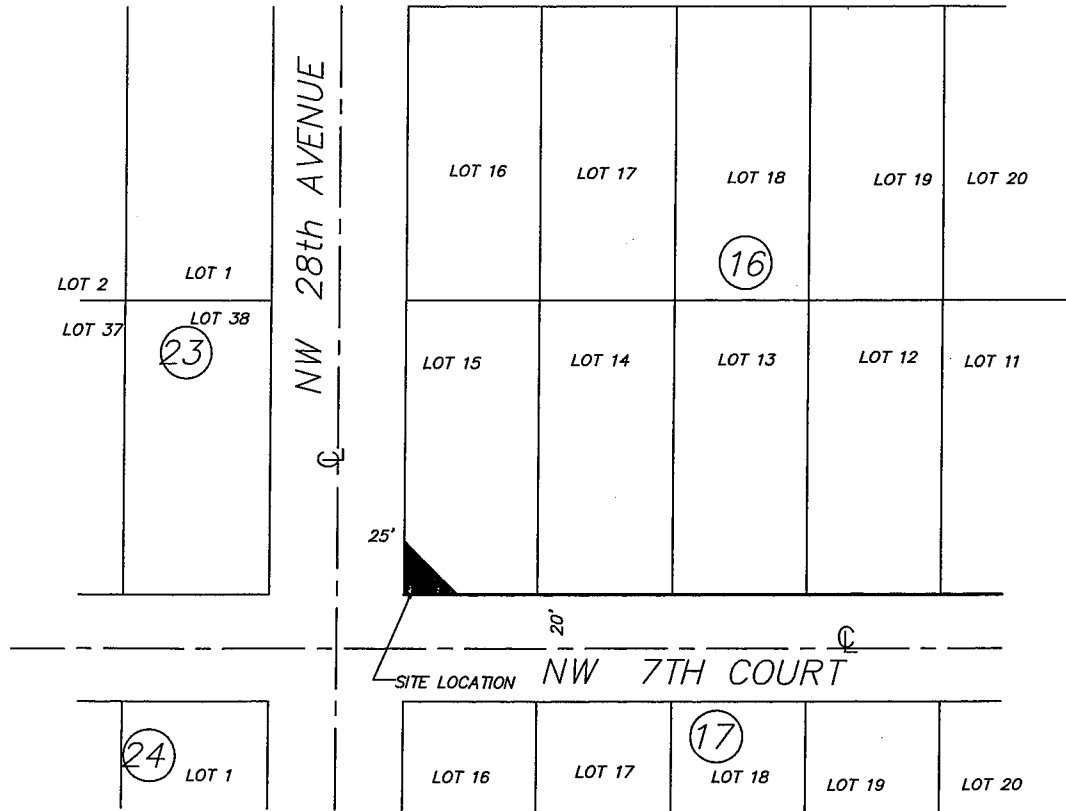 NW 28th AVENUE
LOT 16
LOT 17
LOT 18
LOT 19
LOT 20
16
LOT 2
LOT 1
LOT 37
LOT 38
23
LOT 15
LOT 14
LOT 13
LOT 12
LOT 11
℄
25'
20'
℄
SITE LOCATION
NW 7TH COURT
24
LOT 1
17
LOT 16
LOT 17
LOT 18
LOT 19
LOT 20